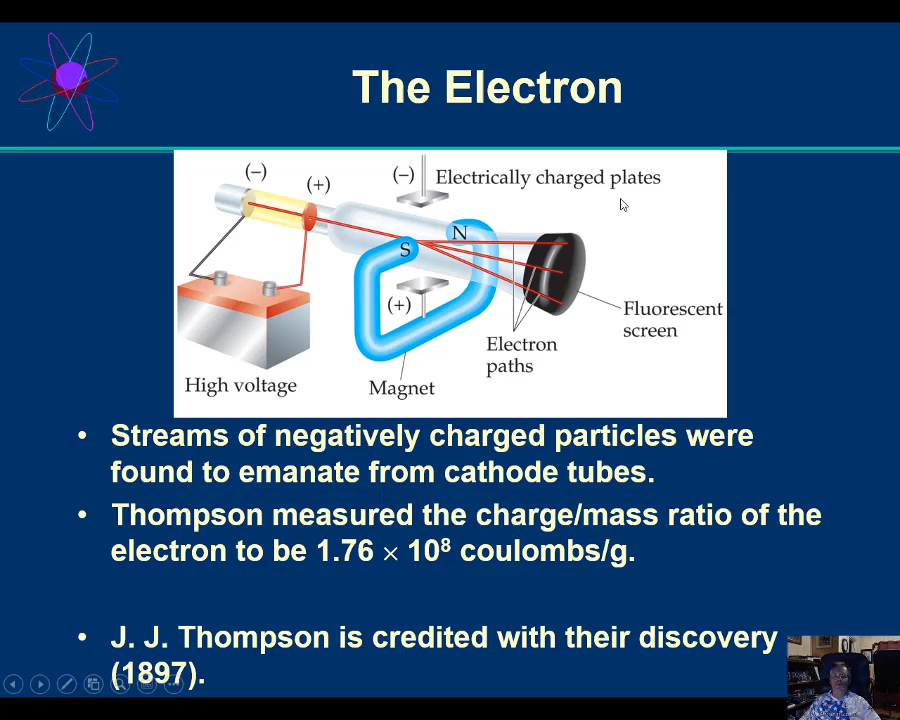 The Electron
(–)
(+)
(–)
Electrically charged plates
N
S
(+)
Fluorescent
screen
Electron
paths
High voltage
Magnet
• Streams of negatively charged particles were
found to emanate from cathode tubes.
• Thompson measured the charge/mass ratio of the
electron to be 1.76 × 10⁸ coulombs/g.
• J. J. Thompson is credited with their discovery
(1897).